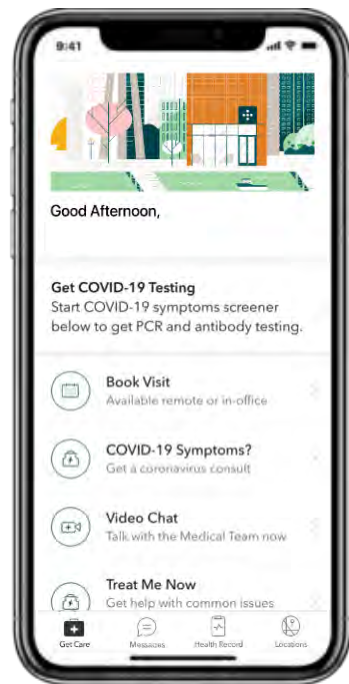 9:41
Good Afternoon,
Get COVID-19 Testing
Start COVID-19 symptoms screener
below to get PCR and antibody testing.
Book Visit
Available remote or in-office
COVID-19 Symptoms?
Get a coronavirus consult
Video Chat
Talk with the Medical Team now
Treat Me Now
Get help with common issues
Get Care
Messages
Health Record
Locations